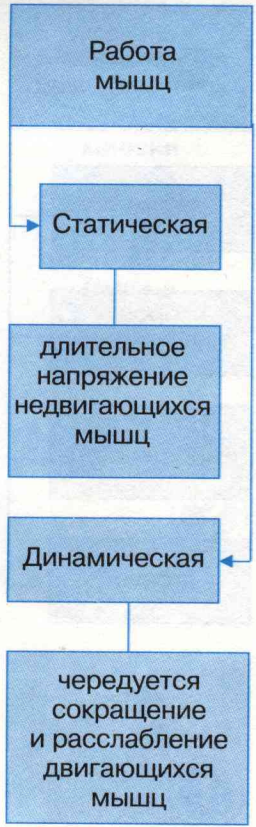 Работа
мышц
Статическая
длительное
напряжение
недвигающихся
мышц
Динамическая
чередуется
сокращение
и расслабление
двигающихся
мышц